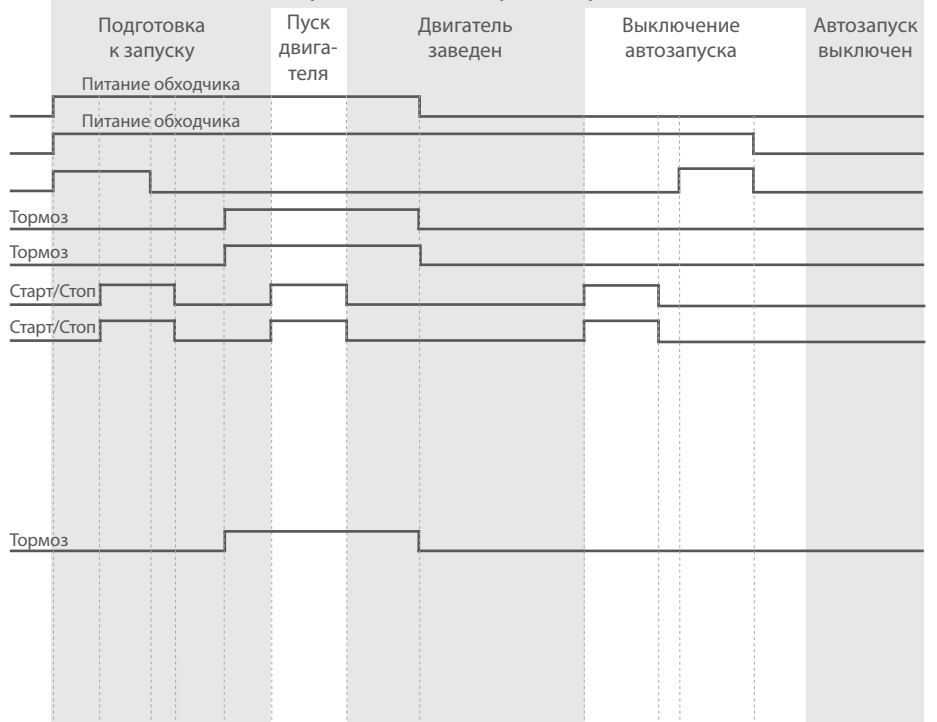 Подготовка
к запуску
Пуск
двига-
теля
Двигатель
заведен
Выключение
автозапуска
Автозапуск
выключен
Питание обходчика
Питание обходчика
Тормоз
Тормоз
Старт/Стоп
Старт/Стоп
Тормоз